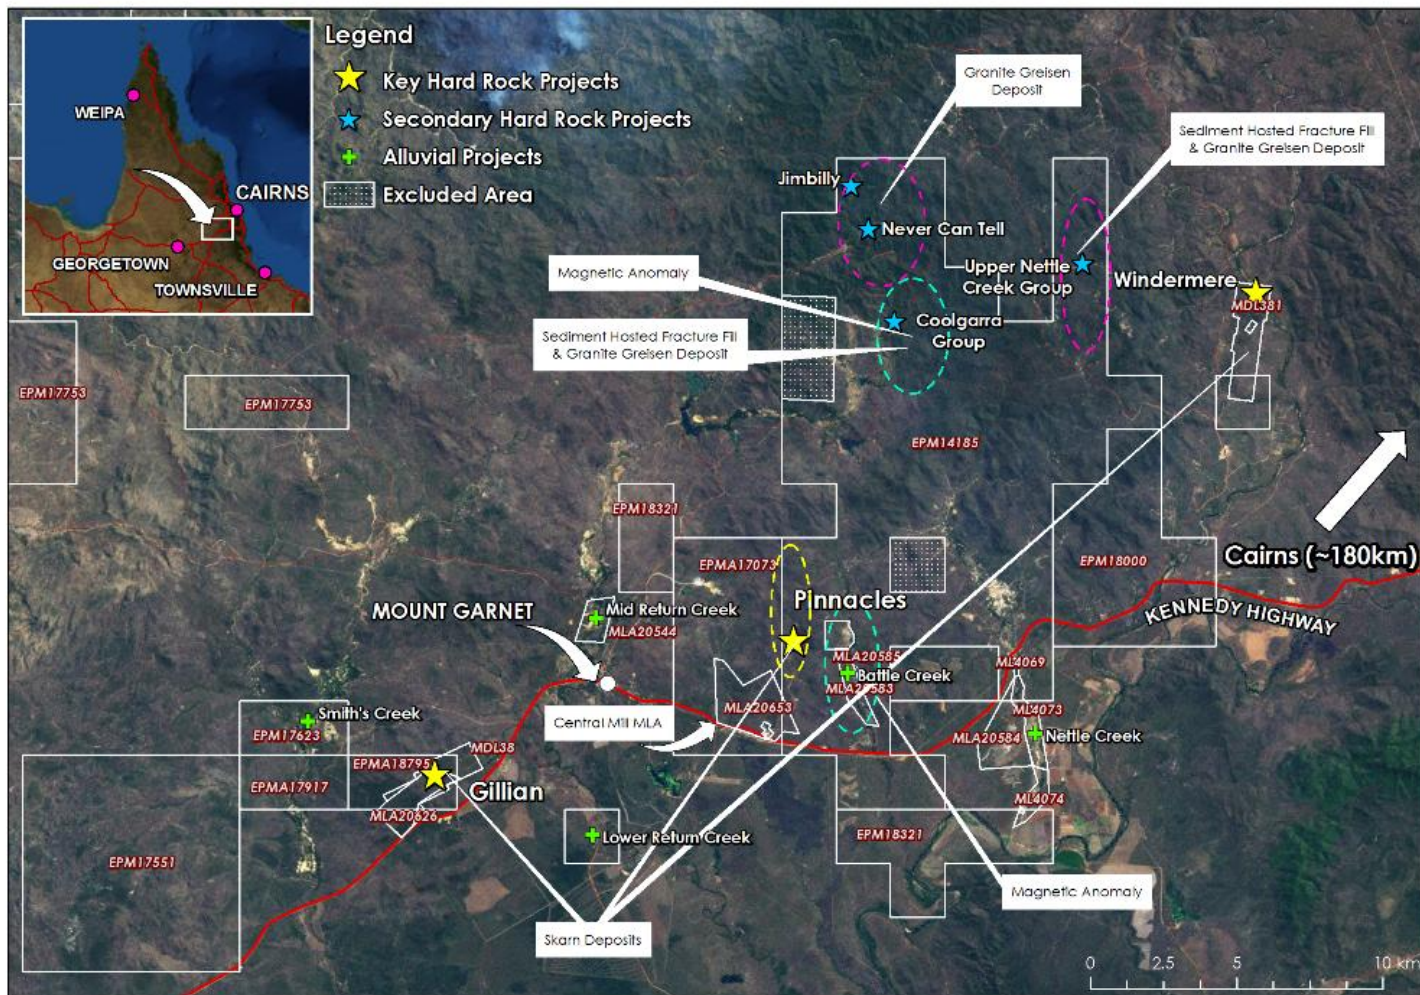 Legend
Key Hard Rock Projects
Secondary Hard Rock Projects
Alluvial Projects
Excluded Area
WEIPA
CAIRNS
GEORGETOWN
TOWNSVILLE
Granite Greisen
Deposit
Sediment Hosted Fracture Fill
& Granite Greisen Deposit
Jimbilly
Never Can Tell
Upper Nettle
Creek Group
Windermere
MDL381
Magnetic Anomaly
Sediment Hosted Fracture Fill
& Granite Greisen Deposit
Coolgarra
Group
EPM17753
EPM17753
EPM14185
EPM18321
EPMA17073
EPM18000
Cairns (~180km)
KENNEDY HIGHWAY
Pinnacles
MOUNT GARNET
Mid Return Creek
MLA20544
MLA20585
Battle Creek
MLA20583
ML4069
MLA20653
ML4073
Smith's Creek
EPM17623
Central Mill MLA
MLA20584
Nettle Creek
MDL38
EPMA18795
EPMA17917
Gillian
MLA20626
ML4074
Lower Return Creek
EPM18321
EPM17551
Magnetic Anomaly
Skarn Deposits
0 2.5 5 10 km